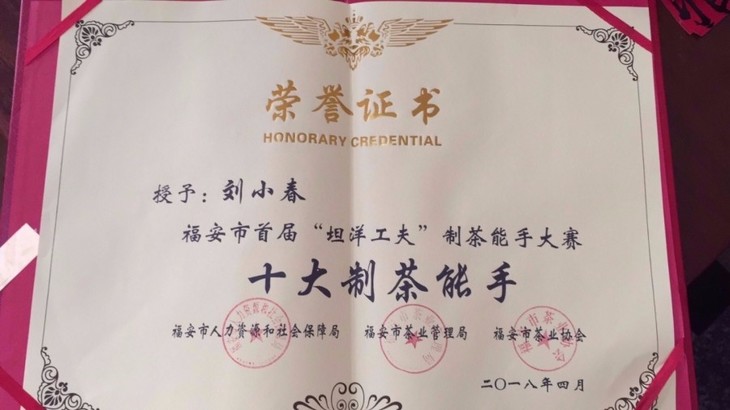 荣誉证书
HONORARY CREDENTIAL
授予：刘小春
福安市首届“坦洋工夫”制茶能手大赛
十大制茶能手
福安市人力资源和社会保障局 福安市茶业管理局 福安市茶业协会
二〇一八年四月